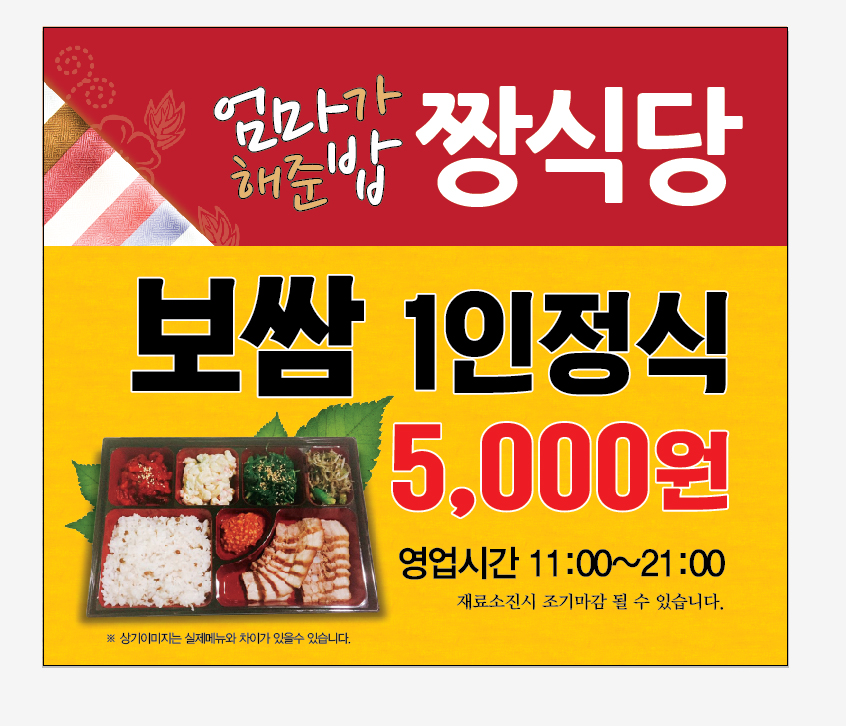 엄마가
해준밥 짱식당
보쌈 1인정식
5,000원
영업시간 11:00~21:00
재료소진시 조기마감 될 수 있습니다.
※ 상기이미지는 실제메뉴와 차이가 있을수 있습니다.